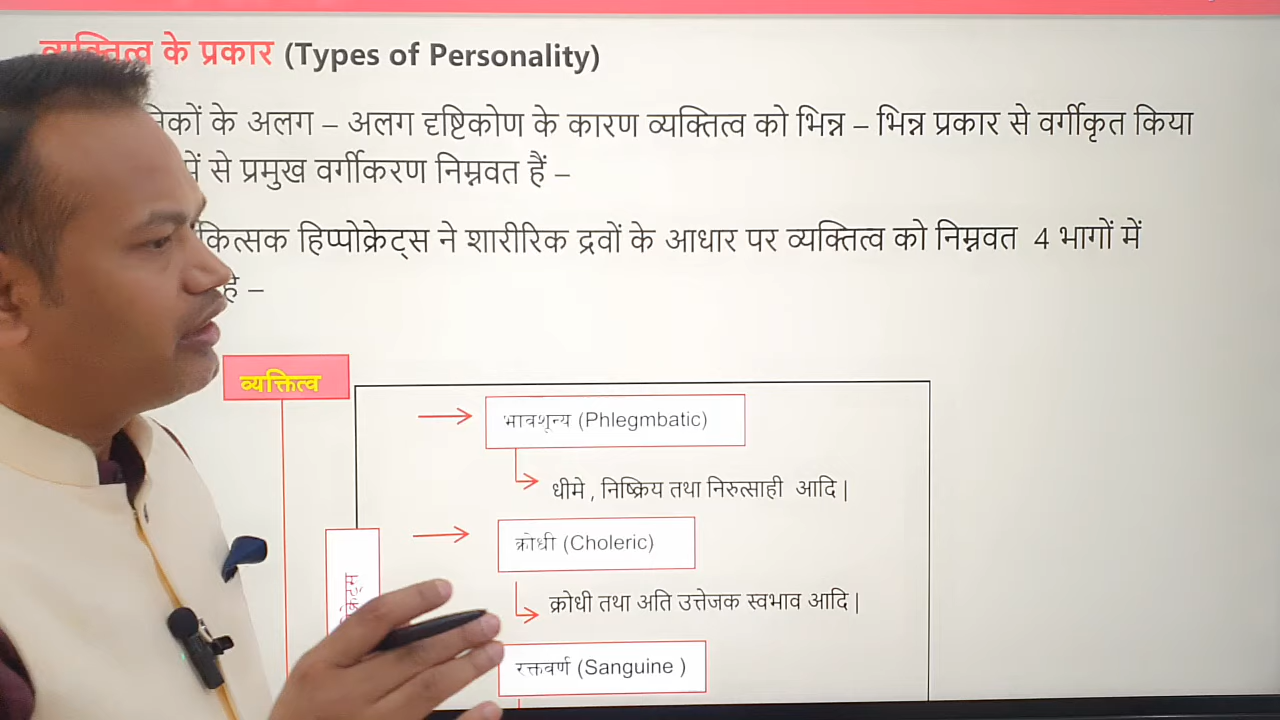 व्यक्तित्व के प्रकार (Types of Personality)
के अलग – अलग दृष्टिकोण के कारण व्यक्तित्व को भिन्न – भिन्न प्रकार से वर्गीकृत किया
में से प्रमुख वर्गीकरण निम्नवत हैं –
हिप्पोक्रेट्स ने शारीरिक द्रवों के आधार पर व्यक्तित्व को निम्नवत 4 भागों में
है –
व्यक्तित्व
भावशून्य (Phlegmbatic)
धीमे , निष्क्रिय तथा निरुत्साही आदि |
क्रोधी (Choleric)
क्रोधी तथा अति उत्तेजक स्वभाव आदि |
रक्तवर्ण (Sanguine )